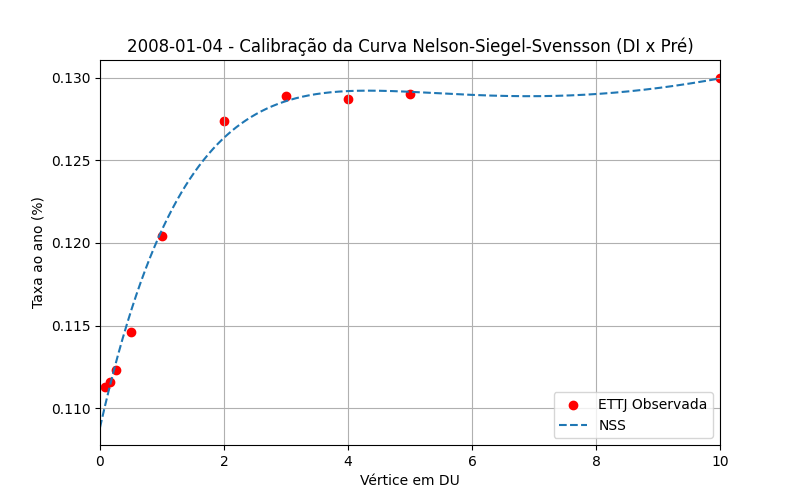 2008-01-04 - Calibração da Curva Nelson-Siegel-Svensson (DI x Pré)
0.130
0.125
0.120
0.115
0.110
Taxa ao ano (%)
ETTJ Observada
NSS
0 2 4 6 8 10
Vértice em DU